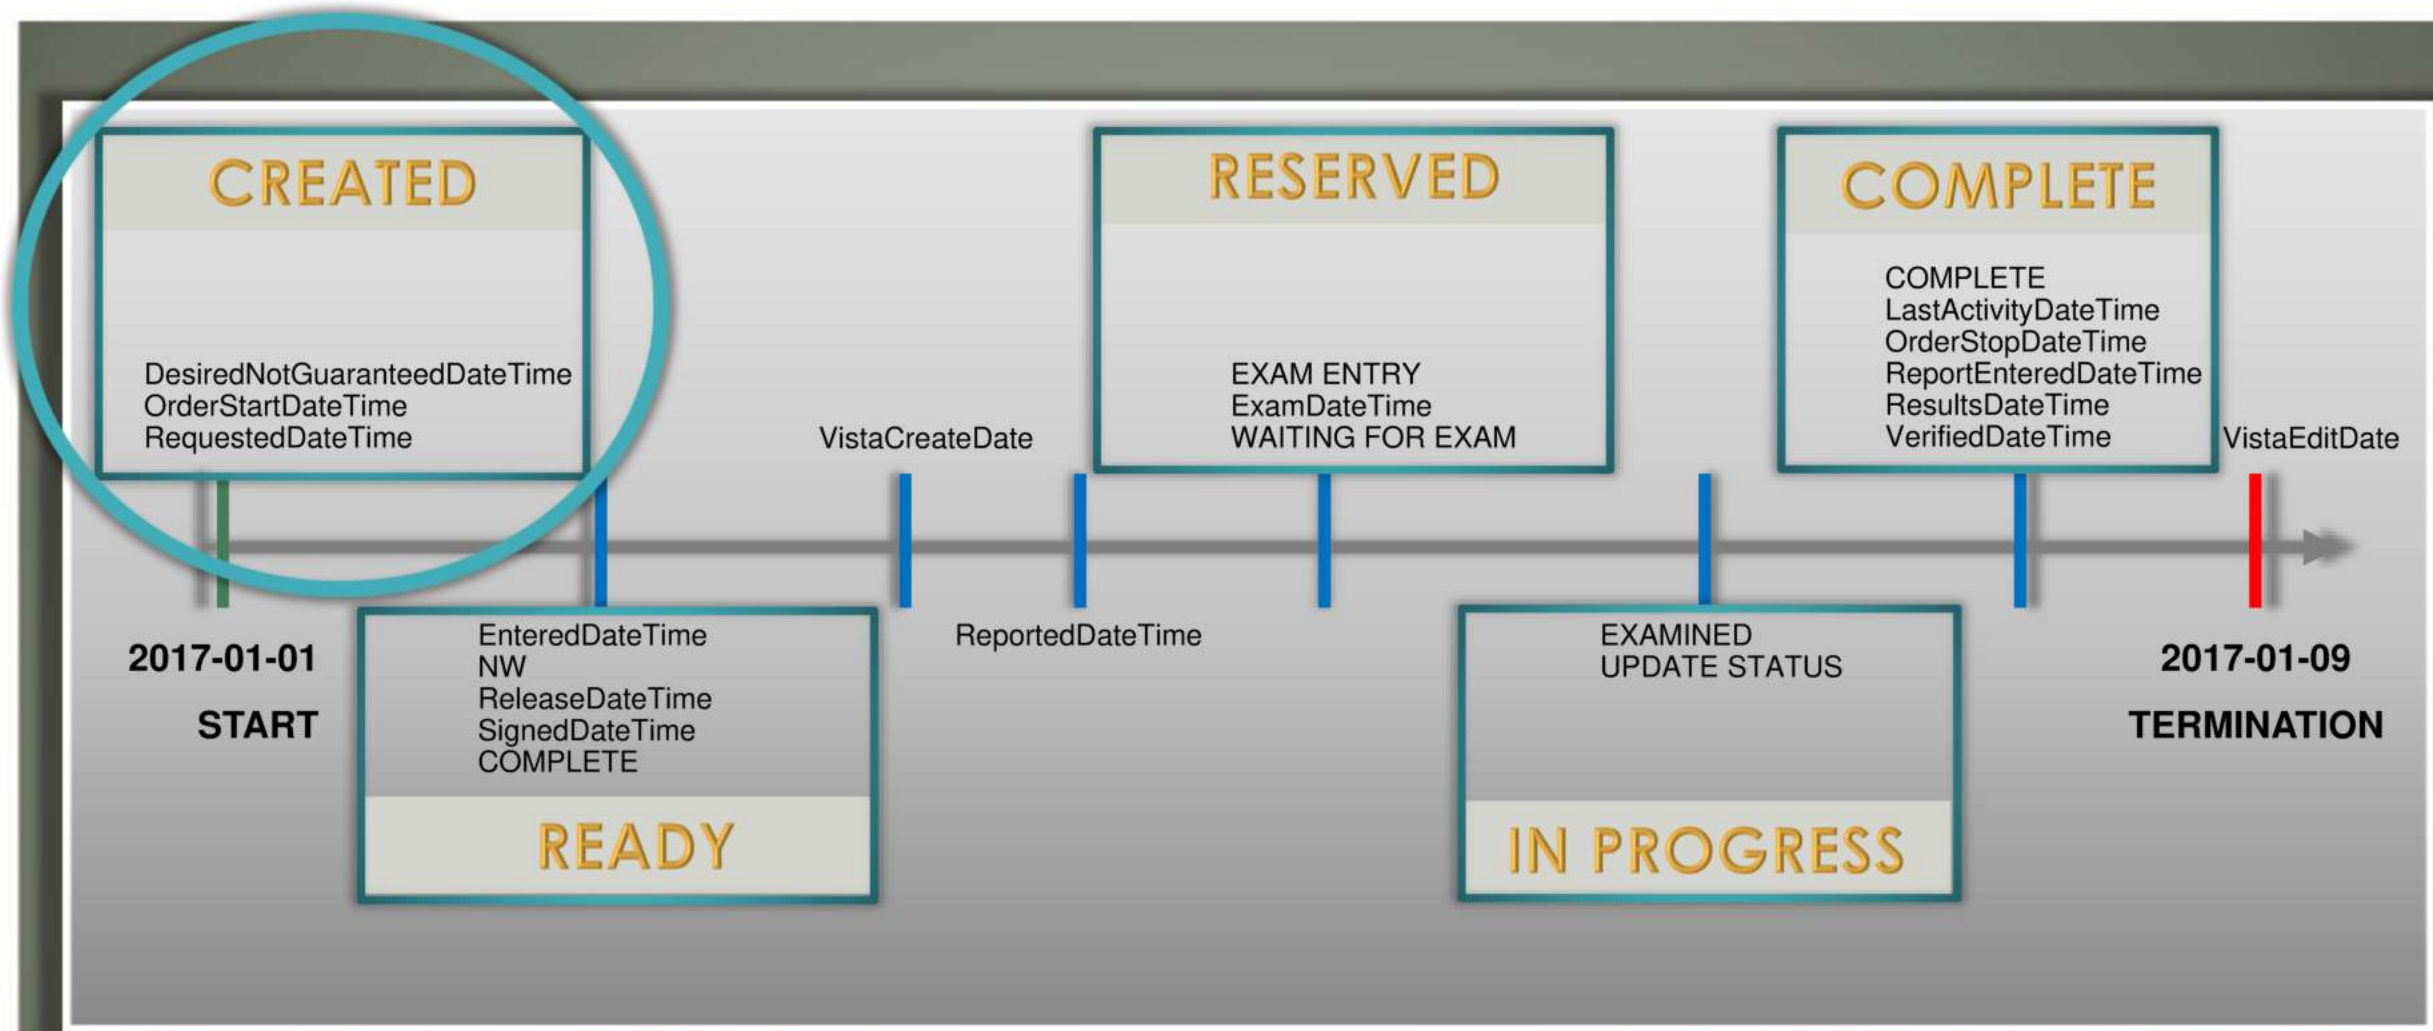 CREATED
DesiredNotGuaranteedDateTime
OrderStartDateTime
RequestedDateTime
VistaCreateDate
RESERVED
EXAM ENTRY
ExamDateTime
WAITING FOR EXAM
COMPLETE
COMPLETE
LastActivityDateTime
OrderStopDateTime
ReportEnteredDateTime
ResultsDateTime
VerifiedDateTime
VistaEditDate
2017-01-01
START
EnteredDateTime
NW
ReleaseDateTime
SignedDateTime
COMPLETE
READY
ReportedDateTime
EXAMINED
UPDATE STATUS
IN PROGRESS
2017-01-09
TERMINATION